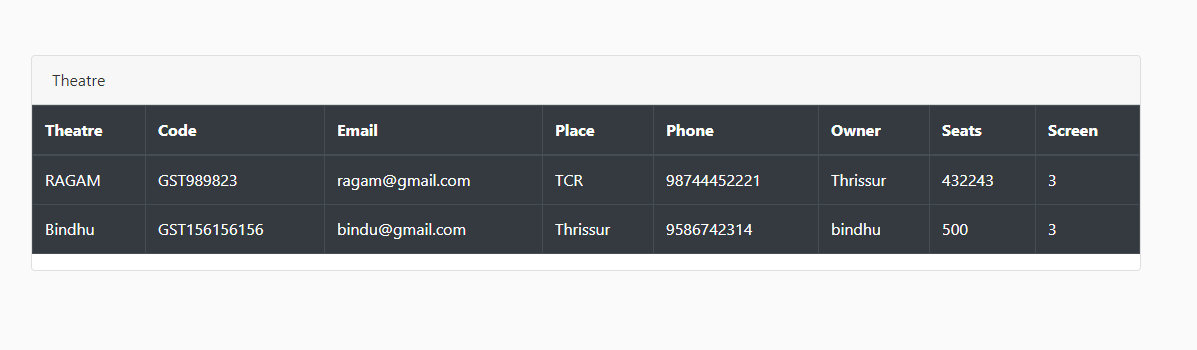 Theatre
Theatre Code Email Place Phone Owner Seats Screen
RAGAM GST989823 ragam@gmail.com TCR 98744452221 Thrissur 432243 3
Bindhu GST156156156 bindu@gmail.com Thrissur 9586742314 bindhu 500 3